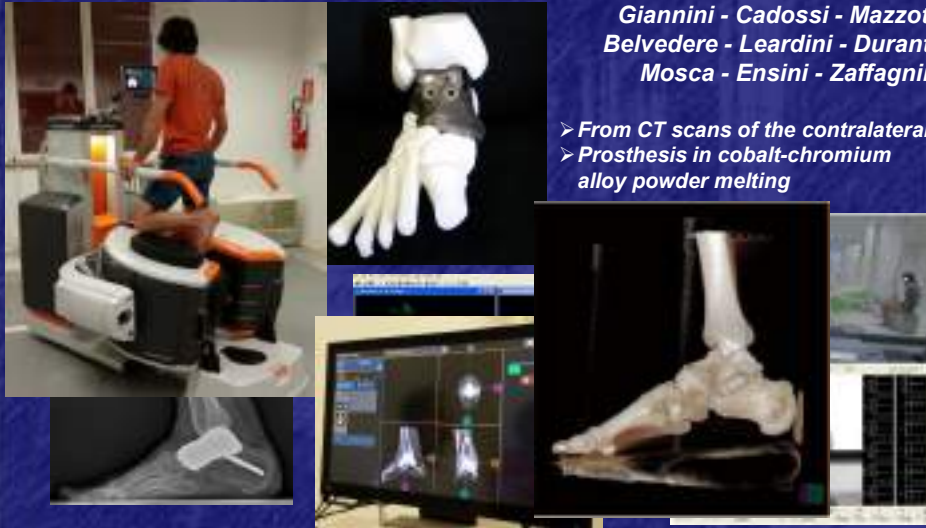 Giannini - Cadossi - Mazzot
Belvedere - Leardini - Durant
Mosca - Ensini - Zaffagni
➢ From CT scans of the contralateral
➢ Prosthesis in cobalt-chromium
alloy powder melting